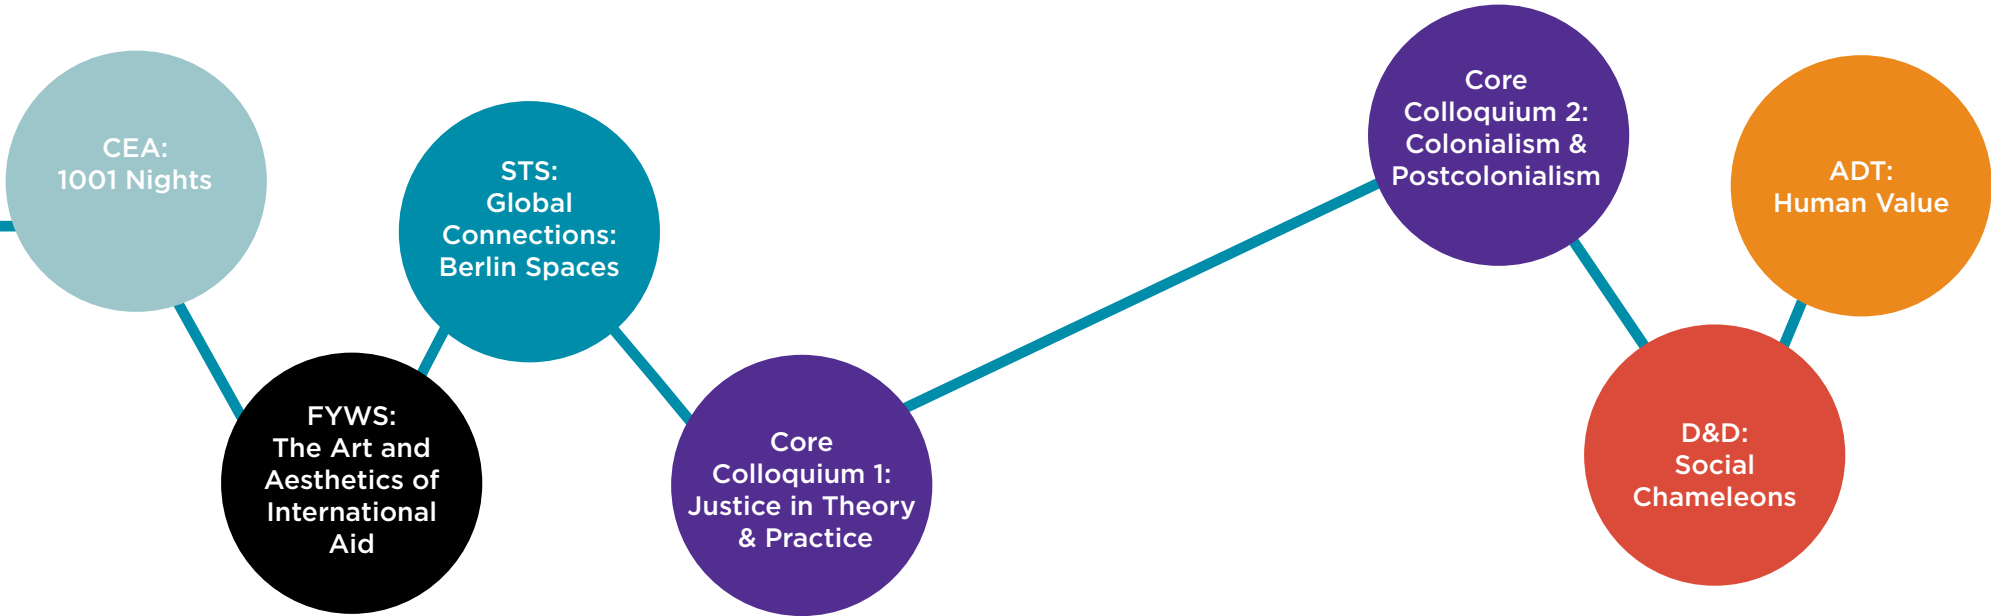 CEA:
1001 Nights
FYWS:
The Art and
Aesthetics of
International
Aid
STS:
Global
Connections:
Berlin Spaces
Core
Colloquium 1:
Justice in Theory
& Practice
Core
Colloquium 2:
Colonialism &
Postcolonialism
D&D:
Social
Chameleons
ADT:
Human Value